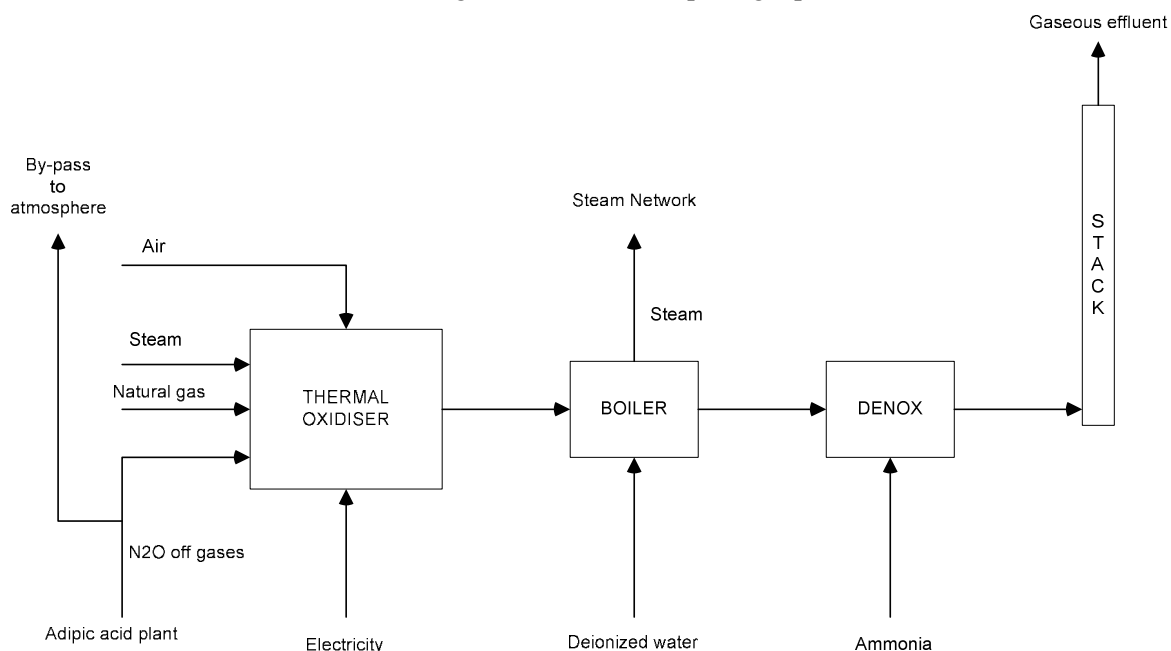 Gaseous effluent
By-pass
to
atmosphere
Steam Network
Air
STACK
Steam
Steam
Natural gas
THERMAL
OXIDISER
BOILER
DENOX
N2O off gases
Adipic acid plant
Electricity
Deionized water
Ammonia